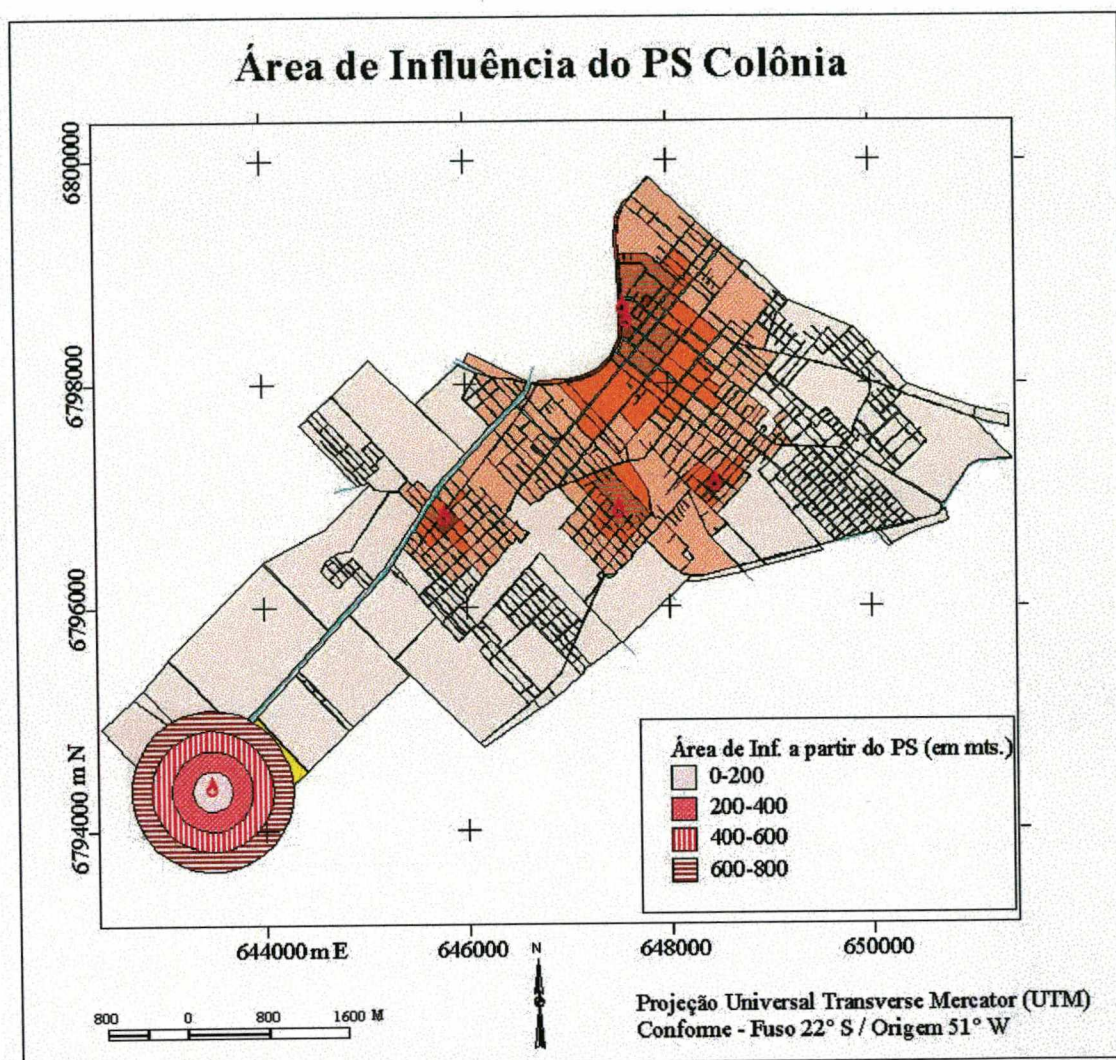 Área de Influência do PS Colônia
6800000
6798000
6796000
6794000 m N
Área de Inf. a partir do PS (em mts.)
0-200
200-400
400-600
600-800
644000 m E
646000
648000
650000
N
800 0 800 1600 M
Projeção Universal Transverse Mercator (UTM)
Conforme - Fuso 22° S / Origem 51° W